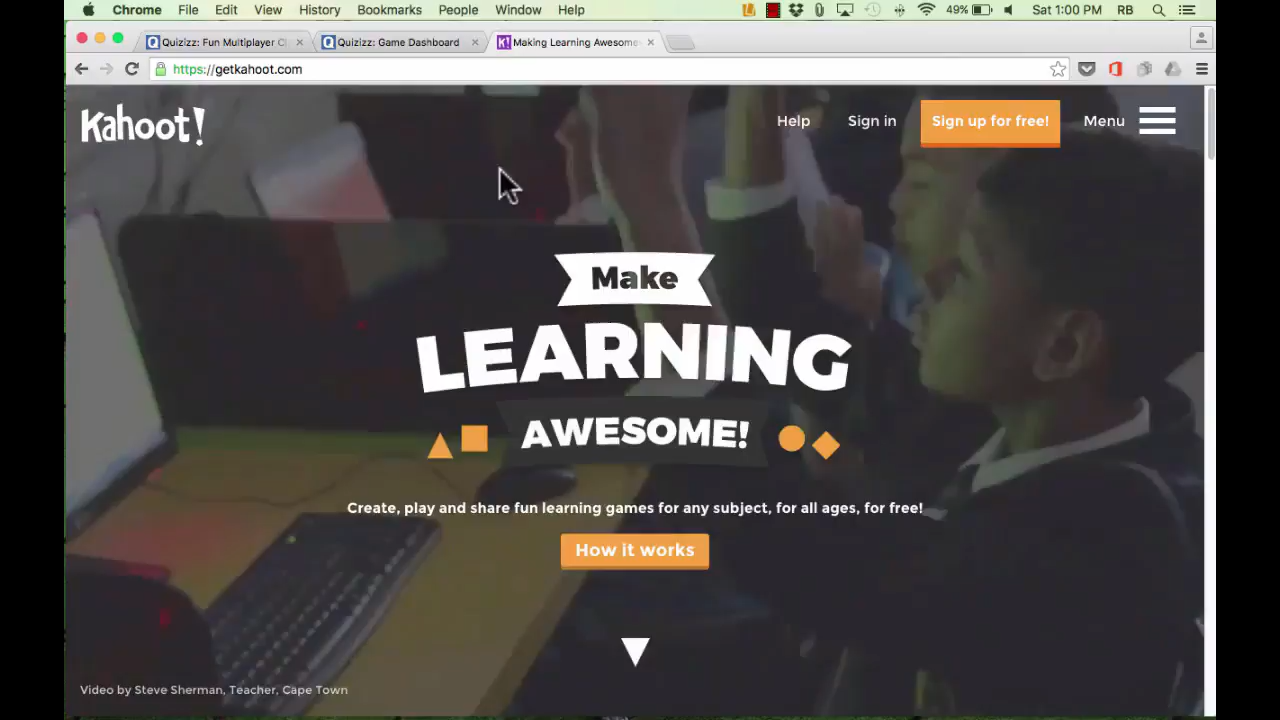 Chrome File Edit View History Bookmarks People Window Help 49% Sat 1:00 PM RB
Quizizz: Fun Multiplayer Cl Quizizz: Game Dashboard K! Making Learning Awesome
https://getkahoot.com
Kahoot! Help Sign in Sign up for free! Menu
Make
LEARNING
AWESOME!
Create, play and share fun learning games for any subject, for all ages, for free!
How it works
Video by Steve Sherman, Teacher, Cape Town